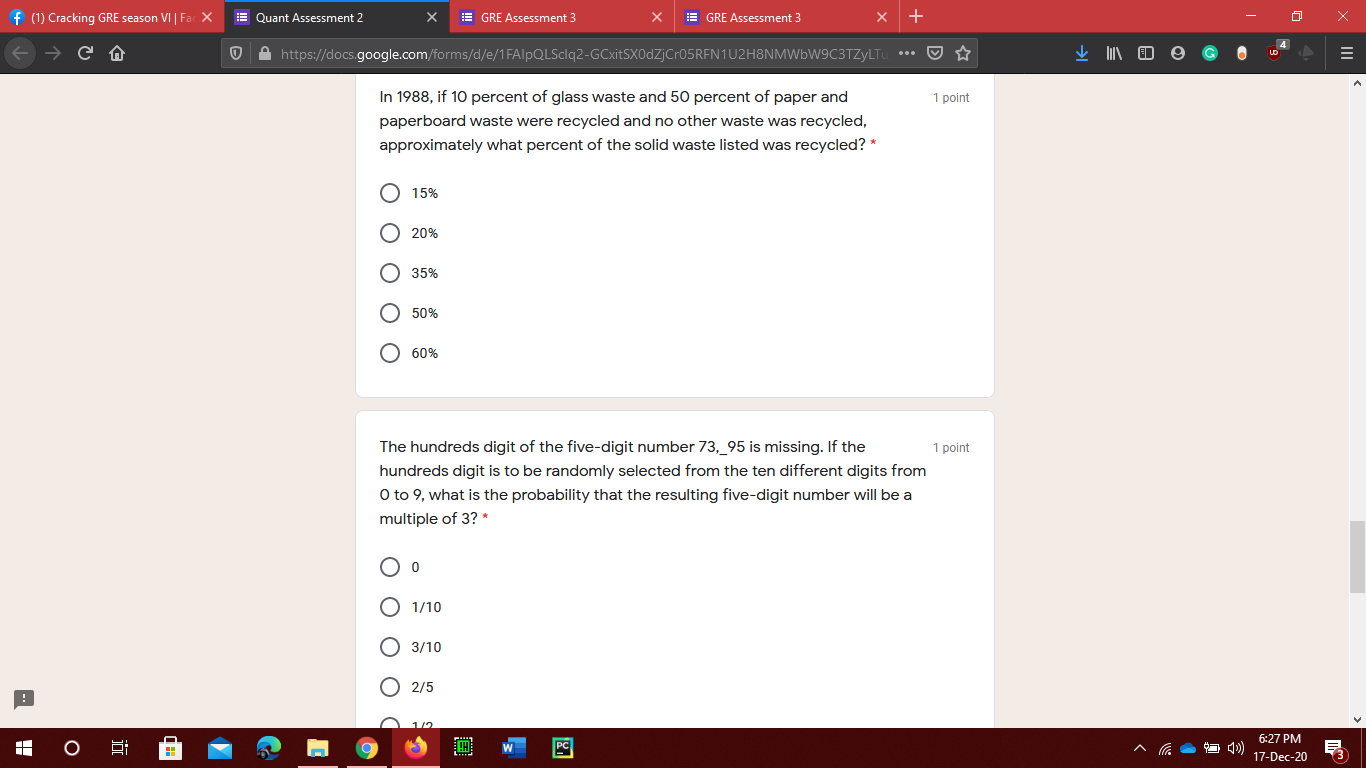 (1) Cracking GRE season VI | Fac
Quant Assessment 2
GRE Assessment 3
GRE Assessment 3
https://docs.google.com/forms/d/e/1FAIpQLSclq2-GCxitSX0dZjCr05RFN1U2H8NMWbW9C3TZyLTu
4
In 1988, if 10 percent of glass waste and 50 percent of paper and
1 point
paperboard waste were recycled and no other waste was recycled,
approximately what percent of the solid waste listed was recycled? *
15%
20%
35%
50%
60%
The hundreds digit of the five-digit number 73,_95 is missing. If the
1 point
hundreds digit is to be randomly selected from the ten different digits from
0 to 9, what is the probability that the resulting five-digit number will be a
multiple of 3? *
0
1/10
3/10
2/5
1/2
6:27 PM
17-Dec-20
3